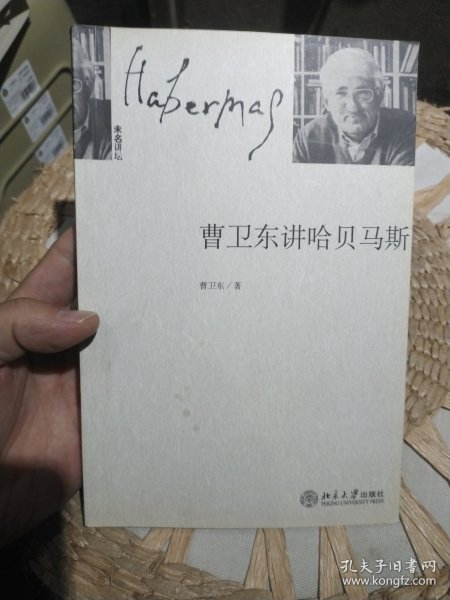 Habermas
未名讲坛
曹卫东讲哈贝马斯
曹卫东/著
北京大学出版社
PEKING UNIVERSITY PRESS
孔夫子旧书网
www.kongfz.com